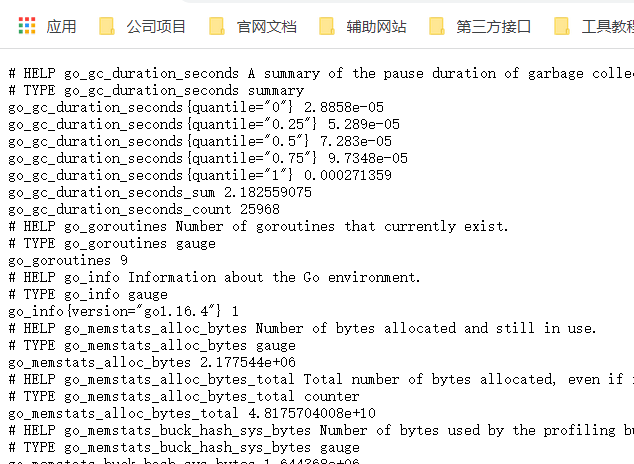 应用 公司项目 官网文档 辅助网站 第三方接口 工具教程
# HELP go_gc_duration_seconds A summary of the pause duration of garbage colle
# TYPE go_gc_duration_seconds summary
go_gc_duration_seconds{quantile="0"} 2.8858e-05
go_gc_duration_seconds{quantile="0.25"} 5.289e-05
go_gc_duration_seconds{quantile="0.5"} 7.283e-05
go_gc_duration_seconds{quantile="0.75"} 9.7348e-05
go_gc_duration_seconds{quantile="1"} 0.000271359
go_gc_duration_seconds_sum 2.182559075
go_gc_duration_seconds_count 25968
# HELP go_goroutines Number of goroutines that currently exist.
# TYPE go_goroutines gauge
go_goroutines 9
# HELP go_info Information about the Go environment.
# TYPE go_info gauge
go_info{version="go1.16.4"} 1
# HELP go_memstats_alloc_bytes Number of bytes allocated and still in use.
# TYPE go_memstats_alloc_bytes gauge
go_memstats_alloc_bytes 2.177544e+06
# HELP go_memstats_alloc_bytes_total Total number of bytes allocated, even if
# TYPE go_memstats_alloc_bytes_total counter
go_memstats_alloc_bytes_total 4.8175704008e+10
# HELP go_memstats_buck_hash_sys_bytes Number of bytes used by the profiling bu
# TYPE go_memstats_buck_hash_sys_bytes gauge
go_memstats_buck_hash_sys_bytes 1.644368e+06